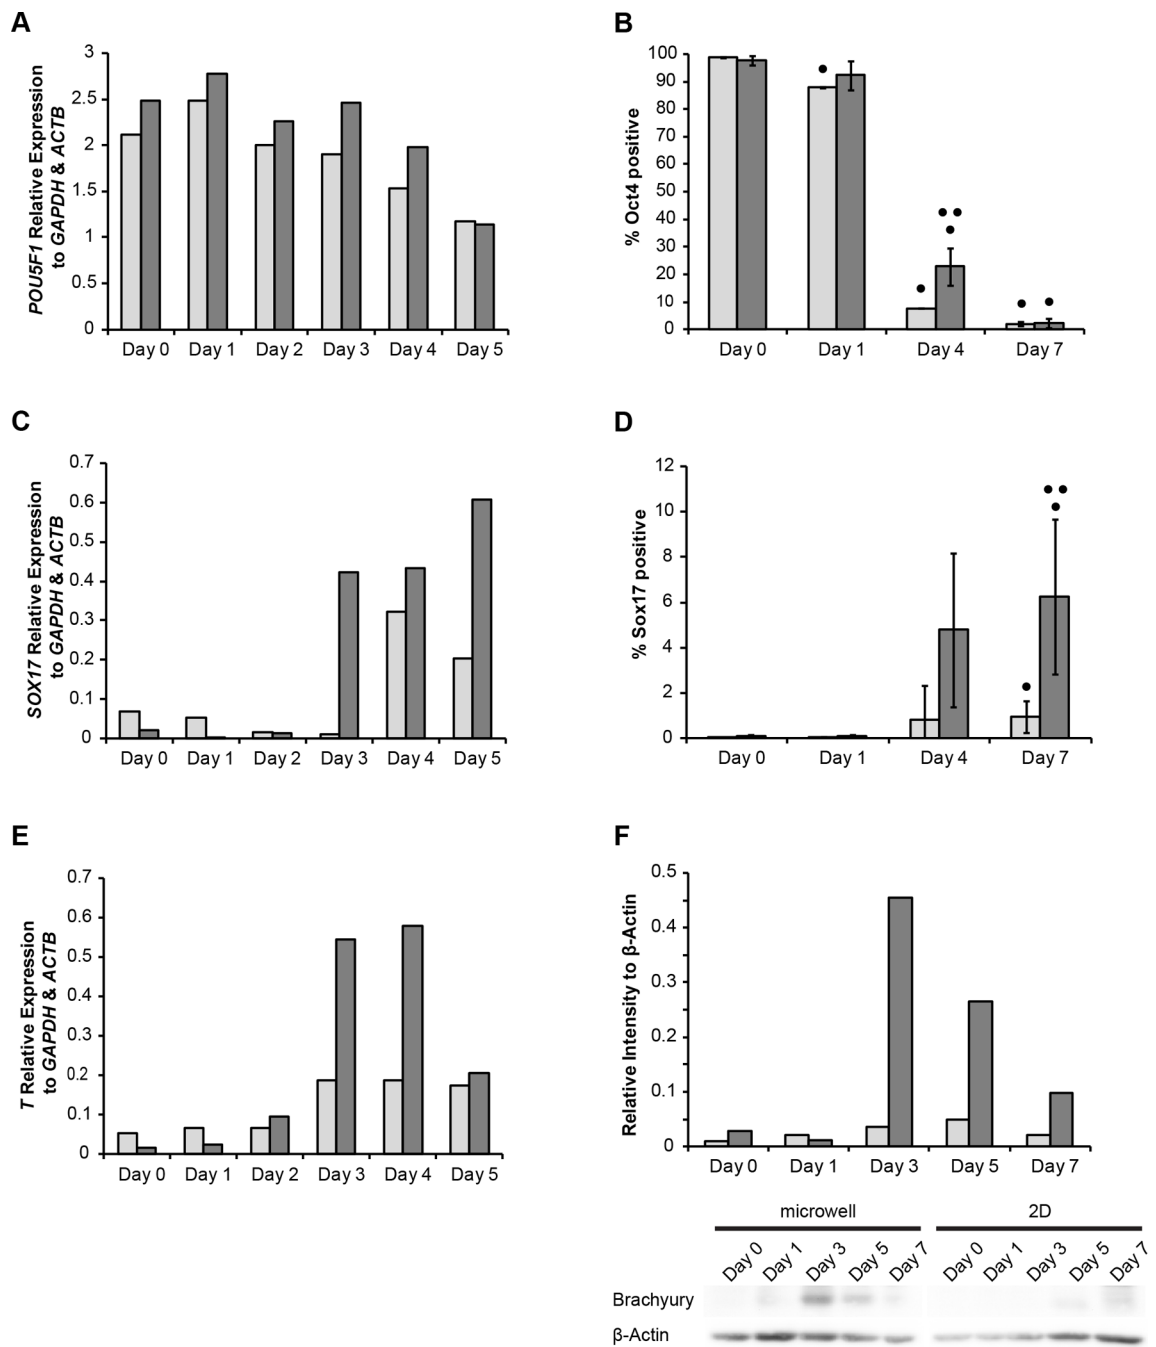 A
POU5F1 Relative Expression
to GAPDH & ACTB
3
2.5
2
1.5
1
0.5
0
Day 0 Day 1 Day 2 Day 3 Day 4 Day 5
B
% Oct4 positive
100
90
80
70
60
50
40
30
20
10
0
Day 0 Day 1 Day 4 Day 7
C
SOX17 Relative Expression
to GAPDH & ACTB
0.7
0.6
0.5
0.4
0.3
0.2
0.1
0
Day 0 Day 1 Day 2 Day 3 Day 4 Day 5
D
% Sox17 positive
12
10
8
6
4
2
0
Day 0 Day 1 Day 4 Day 7
E
T Relative Expression
to GAPDH & ACTB
0.7
0.6
0.5
0.4
0.3
0.2
0.1
0
Day 0 Day 1 Day 2 Day 3 Day 4 Day 5
F
Relative Intensity to β-Actin
0.5
0.4
0.3
0.2
0.1
0
Day 0 Day 1 Day 3 Day 5 Day 7
microwell 2D
Day 0 Day 1 Day 3 Day 5 Day 7 Day 0 Day 1 Day 3 Day 5 Day 7
Brachyury
β-Actin